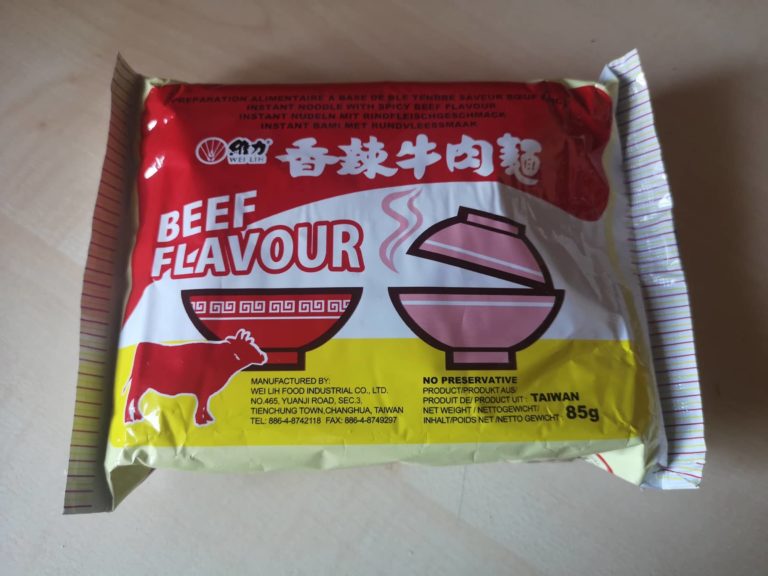 PREPARATION ALIMENTAIRE A BASE DE BLE TENDRE SAVEUR BŒUF
INSTANT NOODLE WITH SPICY BEEF FLAVOUR
INSTANT NUDELN MIT RINDFLEISCHGESCHMACK
INSTANT BAMI MET RUNDVLEESSMAAK
維力
WEI LIH
香辣牛肉麵
BEEF
FLAVOUR
MANUFACTURED BY:
WEI LIH FOOD INDUSTRIAL CO., LTD.
NO.465, YUANJI ROAD, SEC.3,
TIENCHUNG TOWN,CHANGHUA, TAIWAN
TEL: 886-4-8742118 FAX: 886-4-8749297
NO PRESERVATIVE
PRODUCT/PRODUKT AUS/
PRODUIT DE/ PRODUCT UIT : TAIWAN
NET WEIGHT / NETTOGEWICHT/
INHALT/POIDS NET /NETTO GEWICHT: 85g